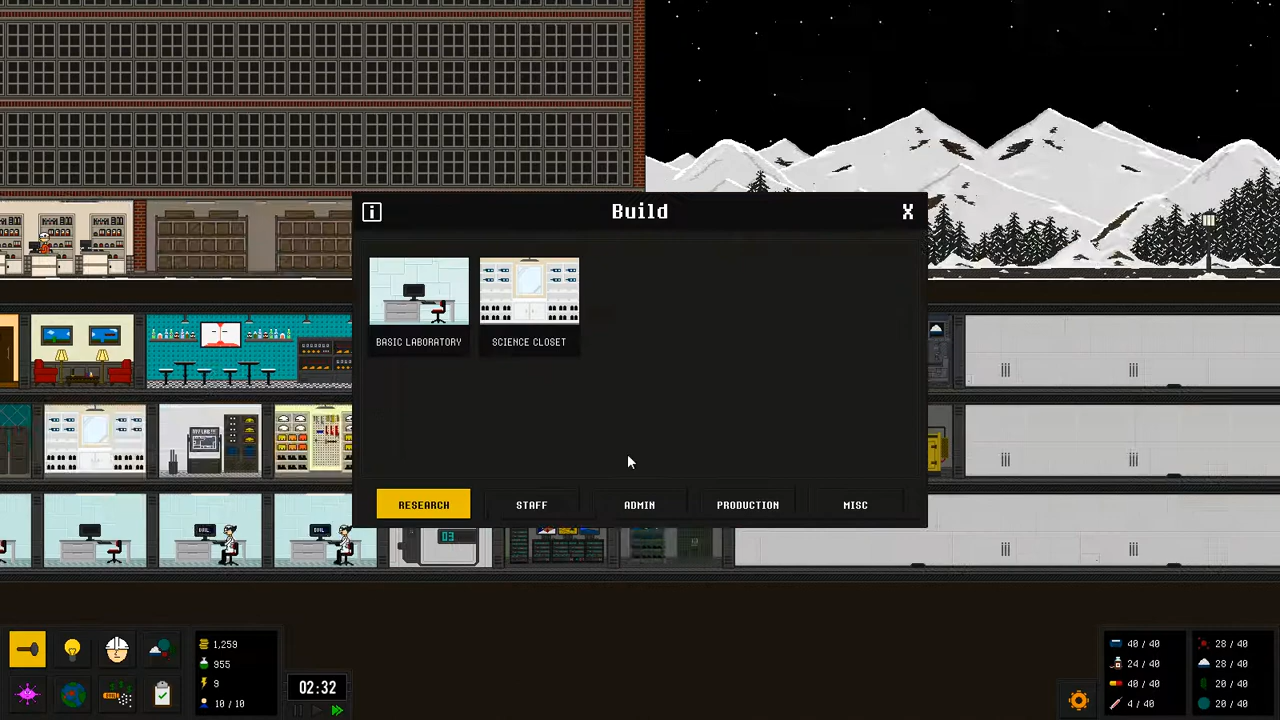 i
Build
X
BASIC LABORATORY
SCIENCE CLOSET
RESEARCH
STAFF
ADMIN
PRODUCTION
MISC
03
1,259
955
9
10/10
02:32
40/40
24/40
40/40
4/40
28/40
28/40
20/40
20/40